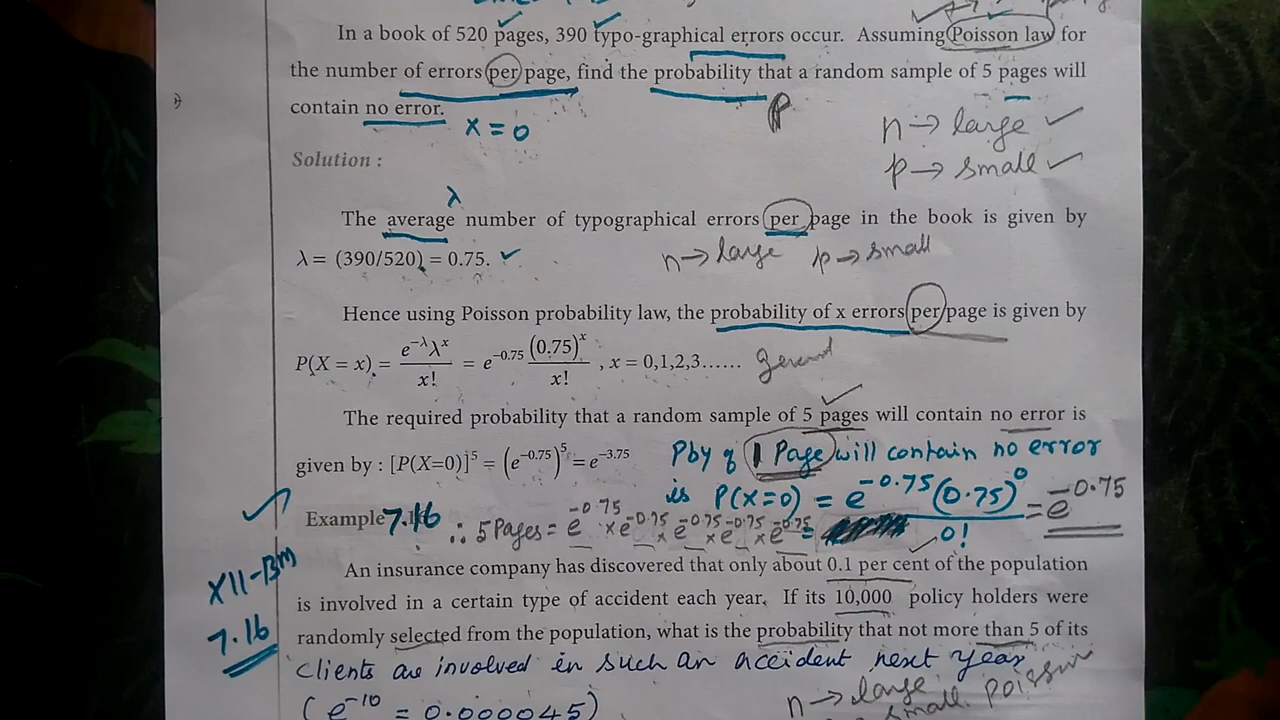 In a book of 520 pages, 390 typo-graphical errors occur. Assuming Poisson law for
the number of errors per page, find the probability that a random sample of 5 pages will
contain no error.
x = 0
P
n → large ✓
p → small ✓
Solution :
λ
The average number of typographical errors per page in the book is given by
λ = (390/520) = 0.75. ✓
n → large p → small
Hence using Poisson probability law, the probability of x errors per page is given by
P(X = x) = e^{-λ}λ^x / x! = e^{-0.75} (0.75)^x / x! , x = 0,1,2,3......
The required probability that a random sample of 5 pages will contain no error is
given by : [P(X=0)]^5 = (e^{-0.75})^5 = e^{-3.75}
Pby of 1 Page will contain no error
is P(X=0) = e^{-0.75}(0.75)^0 / 0! = e^{-0.75}
Example 7.16
∴ 5 Pages = e^{-0.75} × e^{-0.75} × e^{-0.75} × e^{-0.75} × e^{-0.75} =
XII-BM
7.16
An insurance company has discovered that only about 0.1 per cent of the population
is involved in a certain type of accident each year. If its 10,000 policy holders were
randomly selected from the population, what is the probability that not more than 5 of its
clients are involved in such an accident next year
(e^{-10} = 0.000045)
n → large
small. Poisson